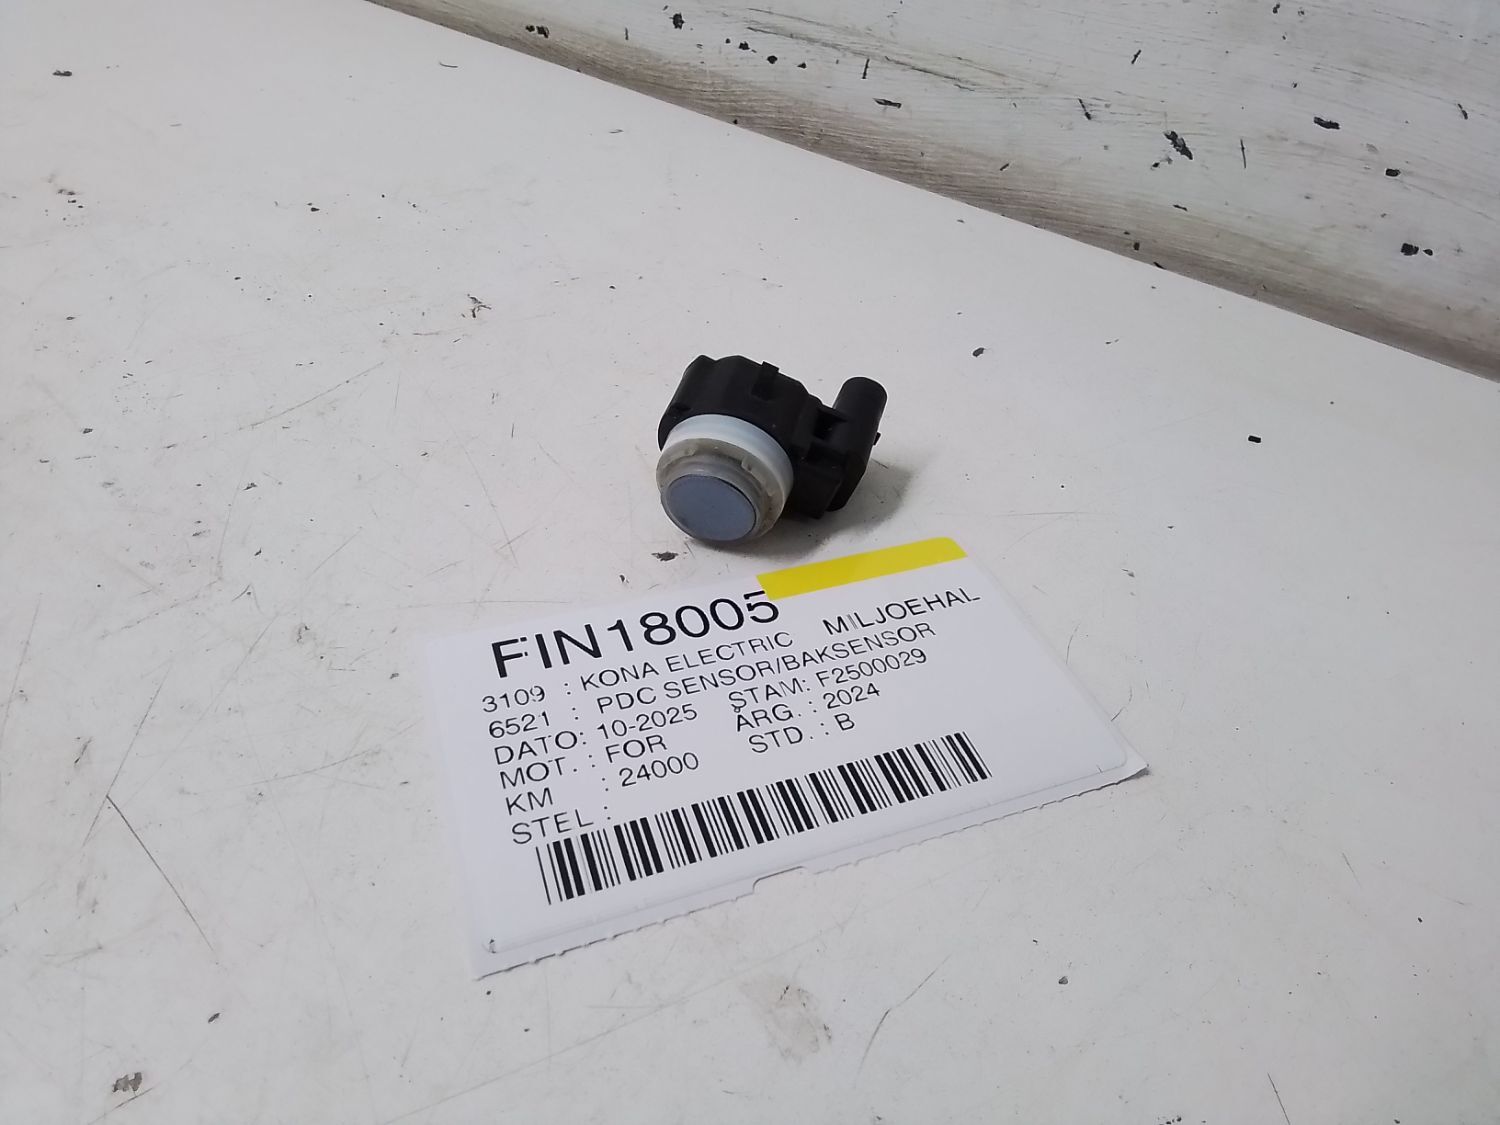 FIN18005
3109 : KONA ELECTRIC MILJOEHAL
6521 : PDC SENSOR/BAKSENSOR
DATO: 10-2025 STAM: F2500029
MOT. : FOR ÅRG. : 2024
KM : 24000 STD. : B
STEL :